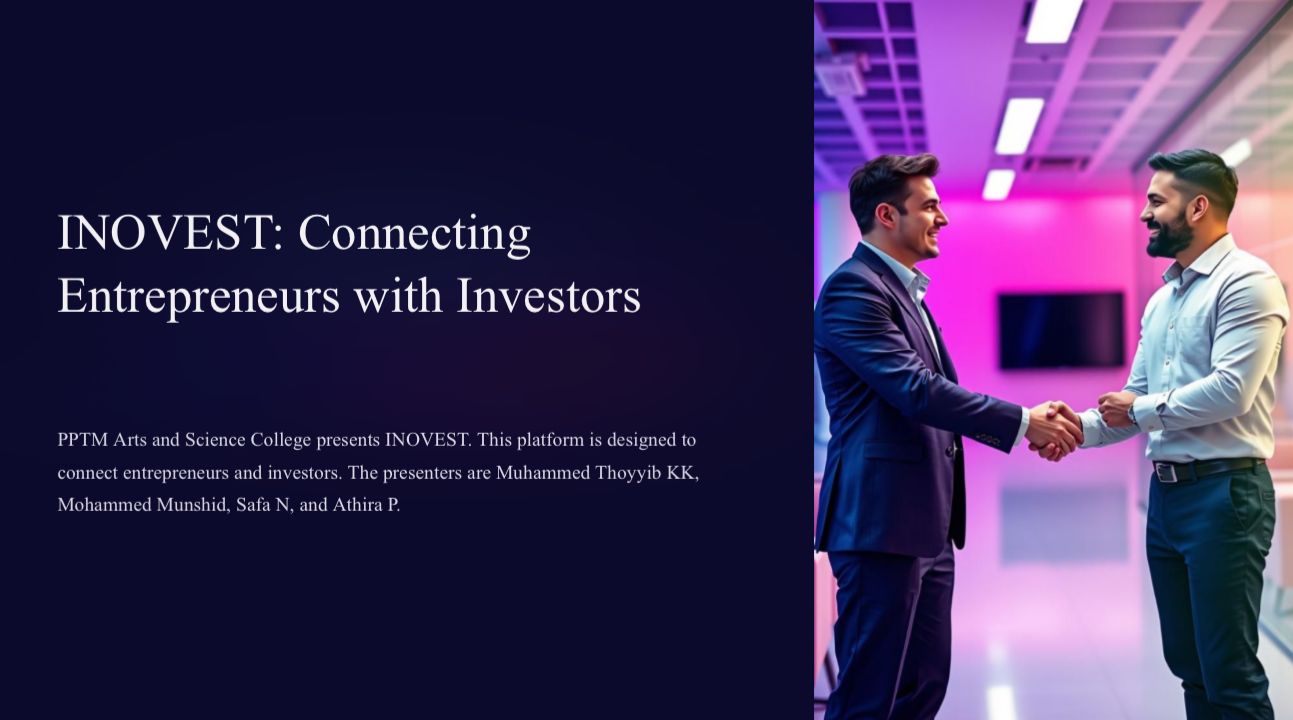 INOVEST: Connecting
Entrepreneurs with Investors
PPTM Arts and Science College presents INOVEST. This platform is designed to
connect entrepreneurs and investors. The presenters are Muhammed Thoyyib KK,
Mohammed Munshid, Safa N, and Athira P.